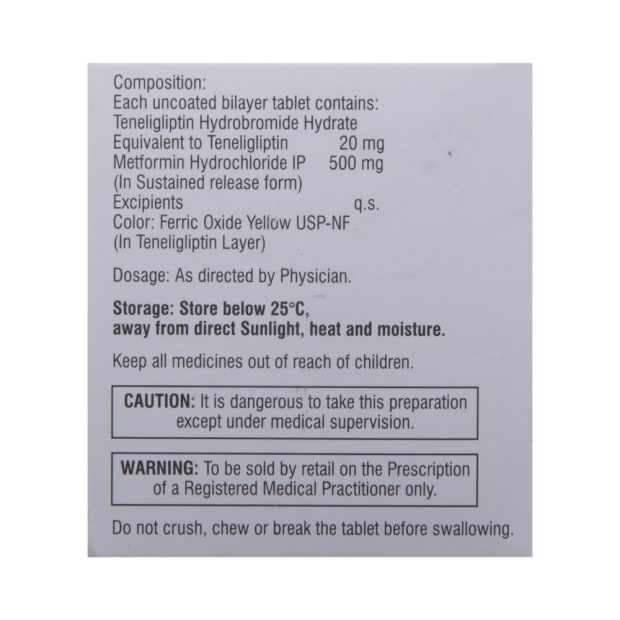 Composition:
Each uncoated bilayer tablet contains:
Teneligliptin Hydrobromide Hydrate
Equivalent to Teneligliptin 20 mg
Metformin Hydrochloride IP 500 mg
(In Sustained release form)
Excipients q.s.
Color: Ferric Oxide Yellow USP-NF
(In Teneligliptin Layer)
Dosage: As directed by Physician.
Storage: Store below 25°C,
away from direct Sunlight, heat and moisture.
Keep all medicines out of reach of children.
CAUTION: It is dangerous to take this preparation
except under medical supervision.
WARNING: To be sold by retail on the Prescription
of a Registered Medical Practitioner only.
Do not crush, chew or break the tablet before swallowing.